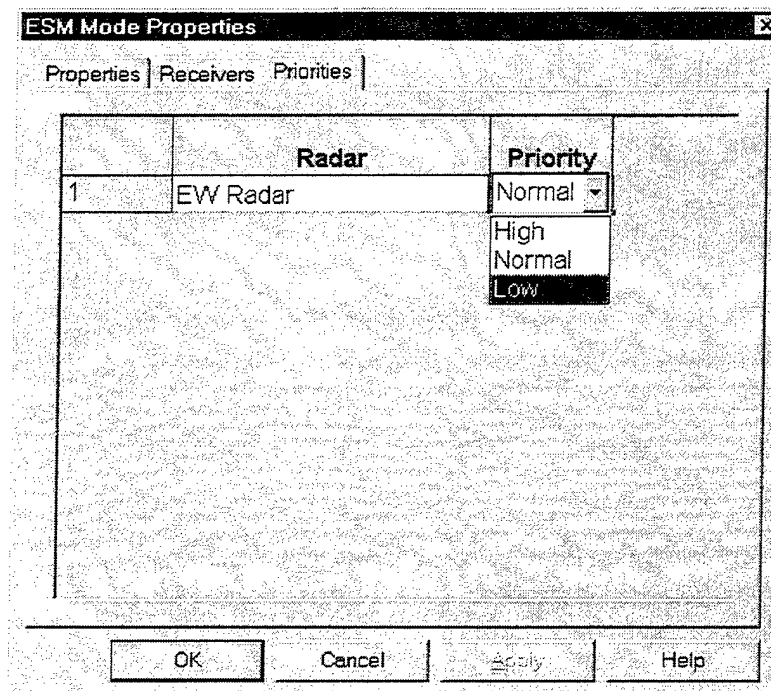 ESM Mode Properties
Properties Receivers Priorities
Radar Priority
1 EW Radar Normal
High
Normal
Low
OK Cancel Apply Help